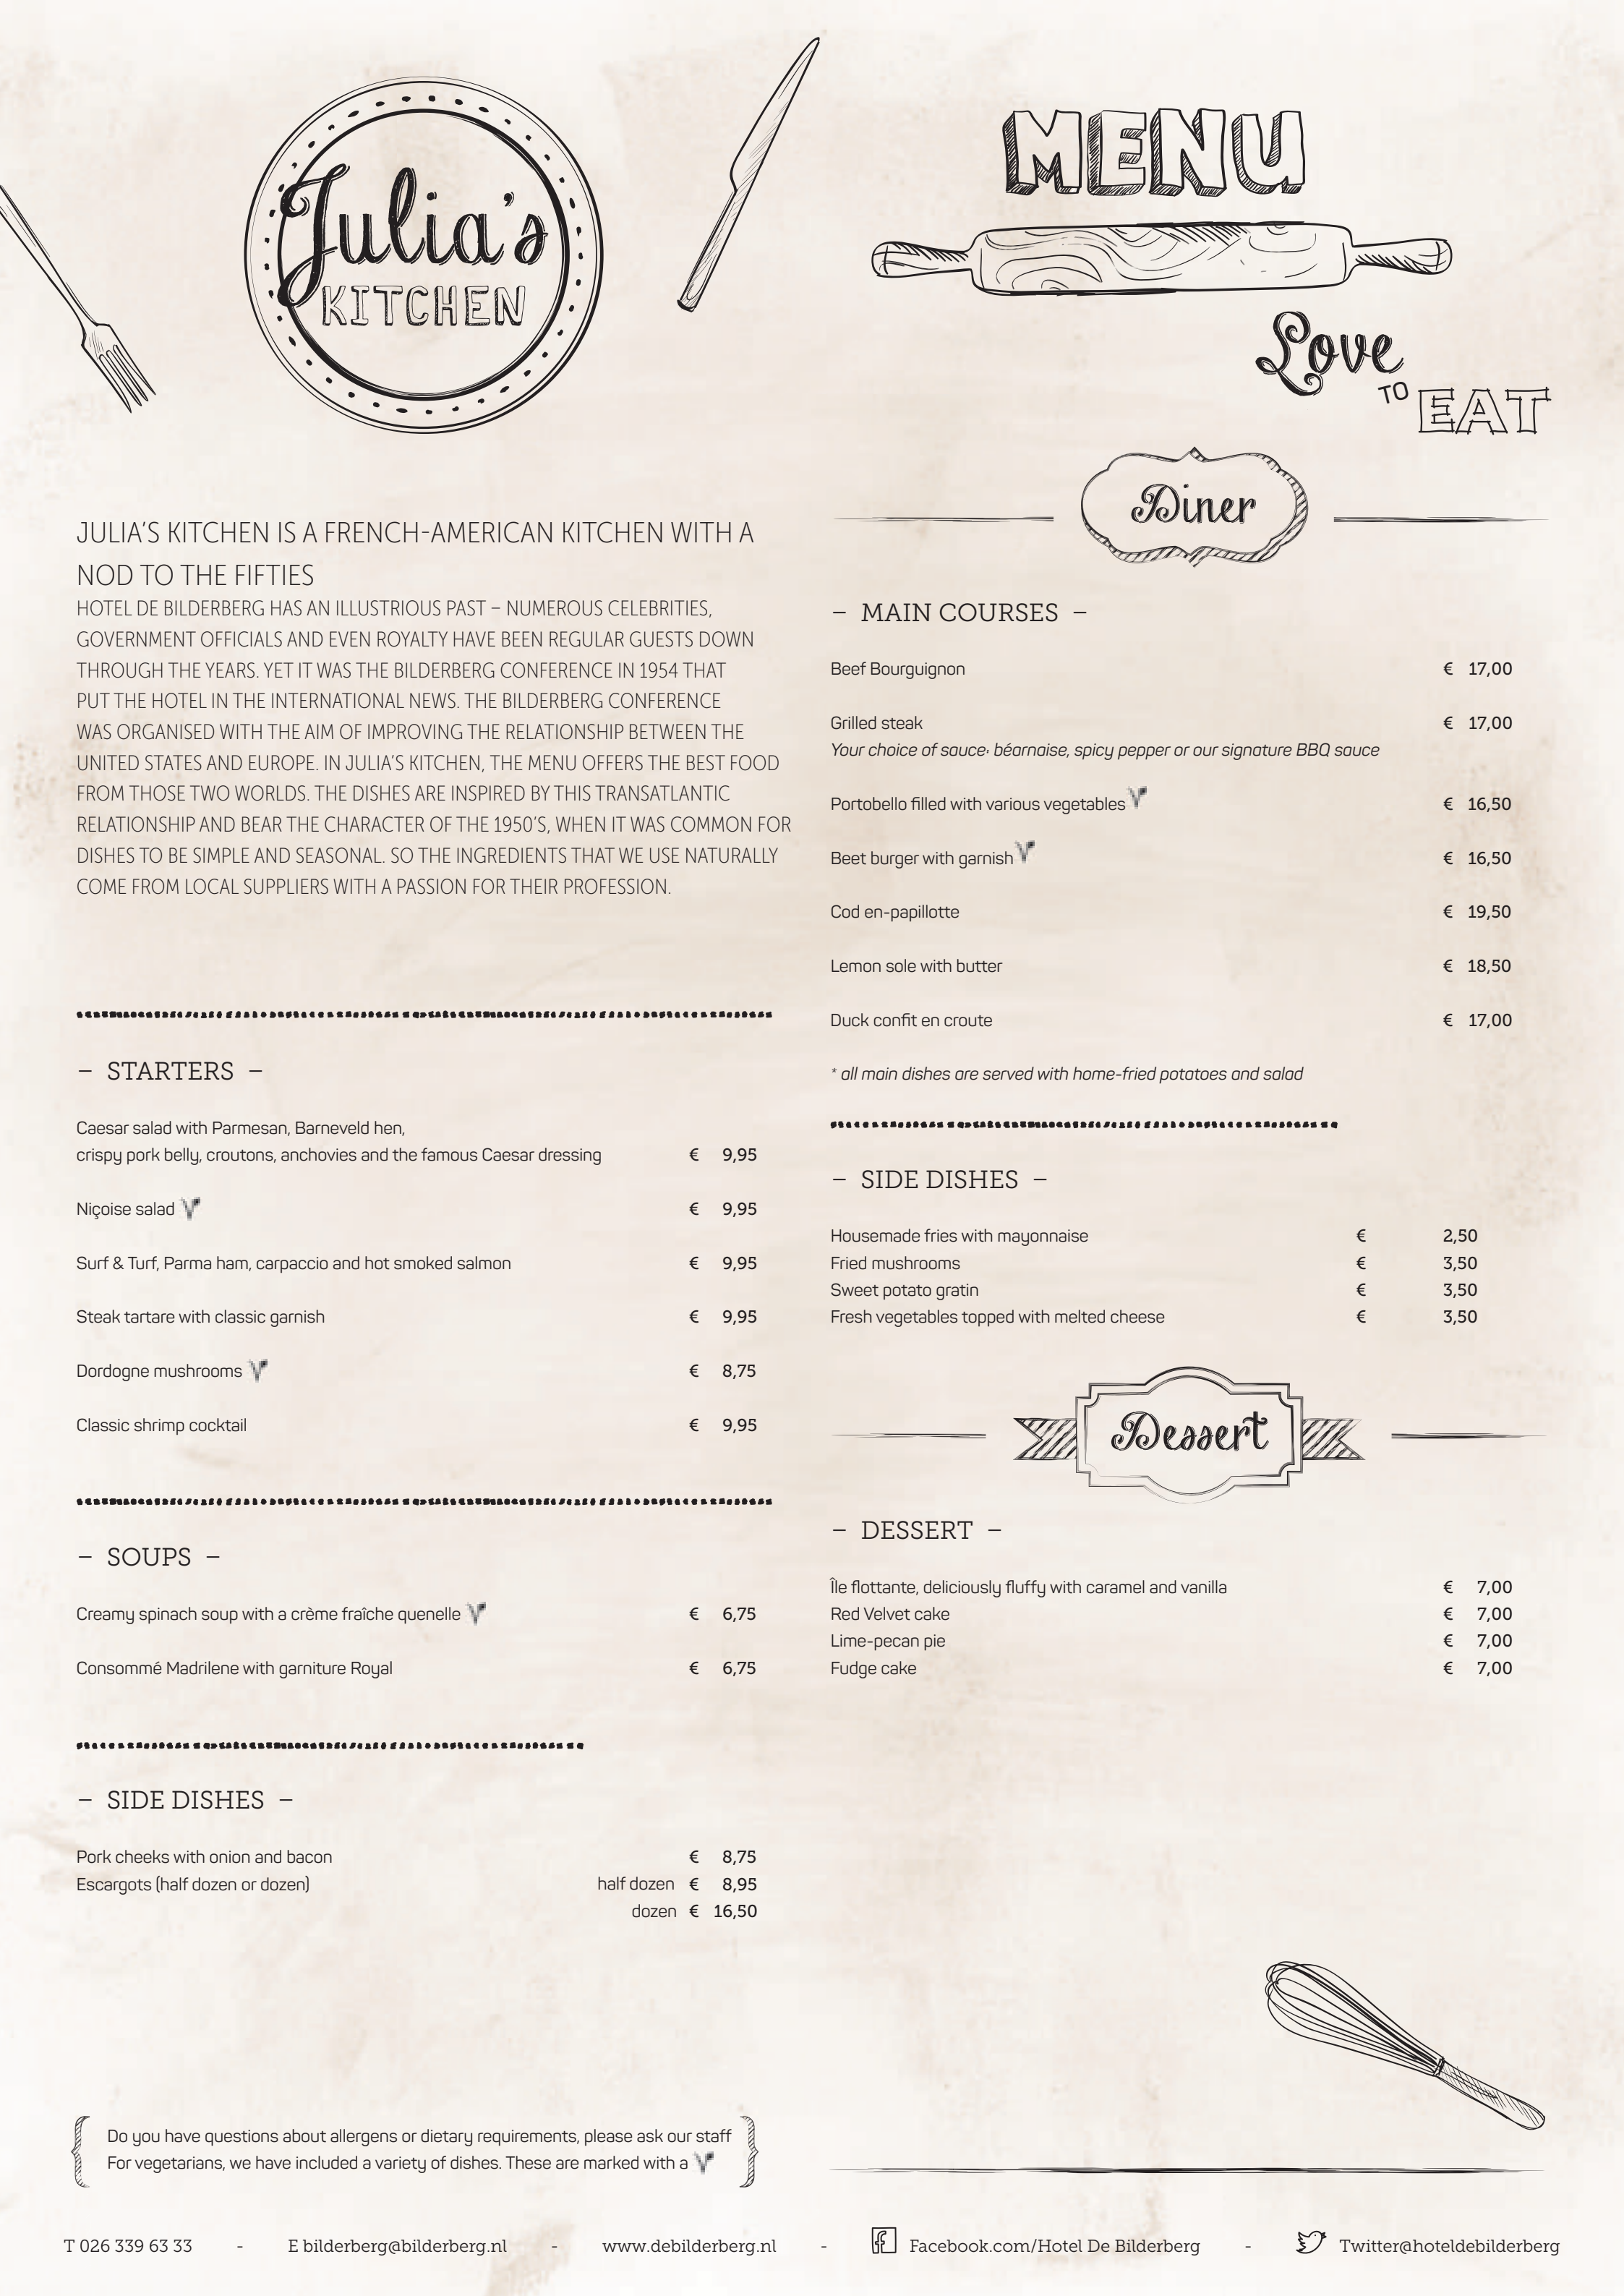 Julia's
KITCHEN
MENU
Love
TO EAT
JULIA'S KITCHEN IS A FRENCH-AMERICAN KITCHEN WITH A
NOD TO THE FIFTIES
HOTEL DE BILDERBERG HAS AN ILLUSTRIOUS PAST – NUMEROUS CELEBRITIES,
GOVERNMENT OFFICIALS AND EVEN ROYALTY HAVE BEEN REGULAR GUESTS DOWN
THROUGH THE YEARS. YET IT WAS THE BILDERBERG CONFERENCE IN 1954 THAT
PUT THE HOTEL IN THE INTERNATIONAL NEWS. THE BILDERBERG CONFERENCE
WAS ORGANISED WITH THE AIM OF IMPROVING THE RELATIONSHIP BETWEEN THE
UNITED STATES AND EUROPE. IN JULIA'S KITCHEN, THE MENU OFFERS THE BEST FOOD
FROM THOSE TWO WORLDS. THE DISHES ARE INSPIRED BY THIS TRANSATLANTIC
RELATIONSHIP AND BEAR THE CHARACTER OF THE 1950'S, WHEN IT WAS COMMON FOR
DISHES TO BE SIMPLE AND SEASONAL. SO THE INGREDIENTS THAT WE USE NATURALLY
COME FROM LOCAL SUPPLIERS WITH A PASSION FOR THEIR PROFESSION.
– STARTERS –
Caesar salad with Parmesan, Barneveld hen,
crispy pork belly, croutons, anchovies and the famous Caesar dressing € 9,95
Niçoise salad V € 9,95
Surf & Turf, Parma ham, carpaccio and hot smoked salmon € 9,95
Steak tartare with classic garnish € 9,95
Dordogne mushrooms V € 8,75
Classic shrimp cocktail € 9,95
– SOUPS –
Creamy spinach soup with a crème fraîche quenelle V € 6,75
Consommé Madrilene with garniture Royal € 6,75
– SIDE DISHES –
Pork cheeks with onion and bacon € 8,75
Escargots (half dozen or dozen) half dozen € 8,95
dozen € 16,50
Do you have questions about allergens or dietary requirements, please ask our staff
For vegetarians, we have included a variety of dishes. These are marked with a V
Diner
– MAIN COURSES –
Beef Bourguignon € 17,00
Grilled steak € 17,00
Your choice of sauce: béarnaise, spicy pepper or our signature BBQ sauce
Portobello filled with various vegetables V € 16,50
Beet burger with garnish V € 16,50
Cod en-papillotte € 19,50
Lemon sole with butter € 18,50
Duck confit en croute € 17,00
* all main dishes are served with home-fried potatoes and salad
– SIDE DISHES –
Housemade fries with mayonnaise € 2,50
Fried mushrooms € 3,50
Sweet potato gratin € 3,50
Fresh vegetables topped with melted cheese € 3,50
Dessert
– DESSERT –
Île flottante, deliciously fluffy with caramel and vanilla € 7,00
Red Velvet cake € 7,00
Lime-pecan pie € 7,00
Fudge cake € 7,00
T 026 339 63 33 - E bilderberg@bilderberg.nl - www.debilderberg.nl - Facebook.com/Hotel De Bilderberg - Twitter@hoteldebilderberg